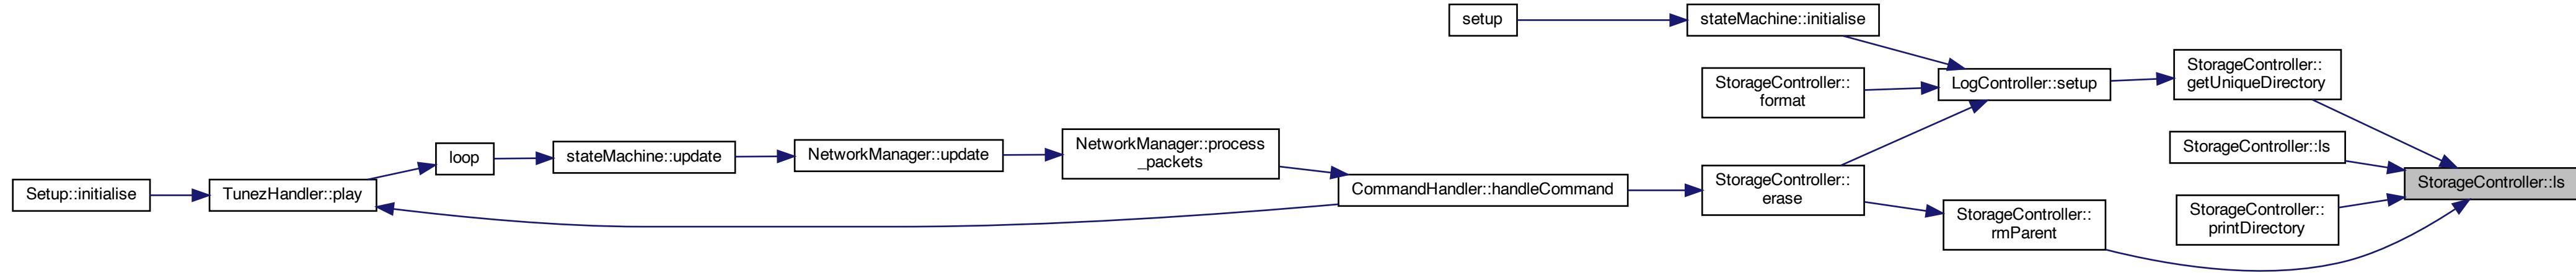 setup
stateMachine::initialise
StorageController::
getUniqueDirectory
StorageController::
format
LogController::setup
NetworkManager::process
_packets
StorageController::ls
loop
stateMachine::update
NetworkManager::update
Setup::initialise
TunezHandler::play
CommandHandler::handleCommand
StorageController::
erase
StorageController::ls
StorageController::
rmParent
StorageController::
printDirectory